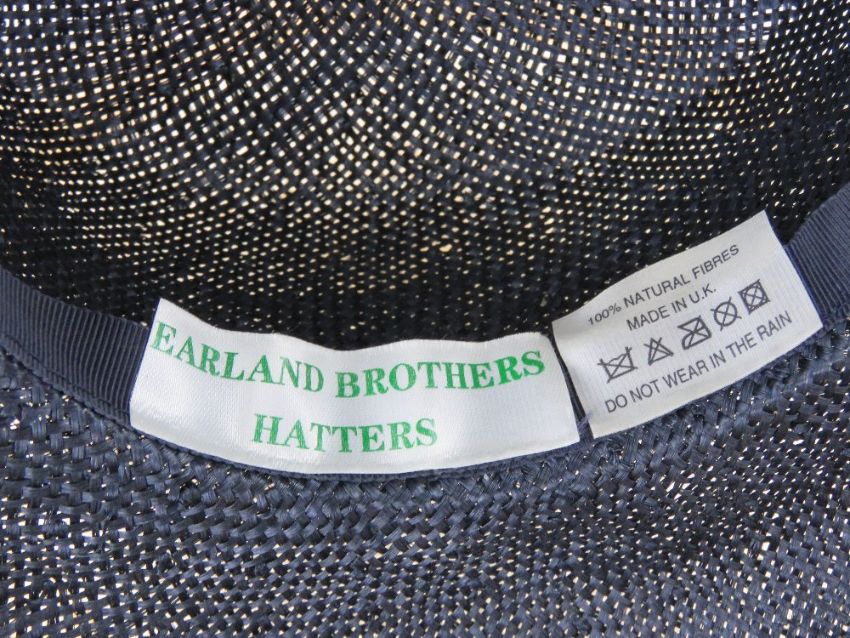 EARLAND BROTHERS
HATTERS
100% NATURAL FIBRES
MADE IN U.K.
DO NOT WEAR IN THE RAIN